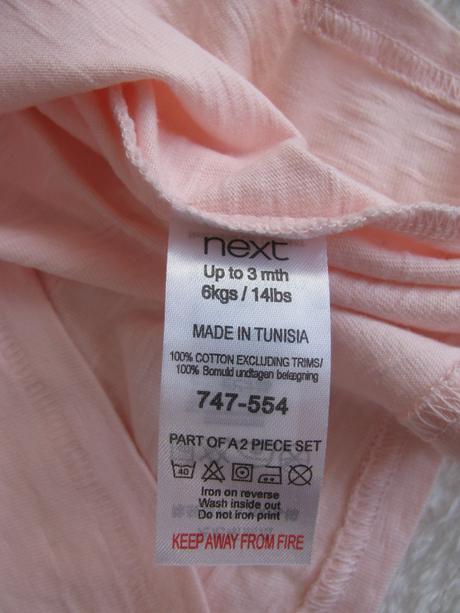 next
Up to 3 mth
6kgs / 14lbs
MADE IN TUNISIA
100% COTTON EXCLUDING TRIMS/
100% Bomuld undtagen belægning
747-554
PART OF A 2 PIECE SET
40
Iron on reverse
Wash inside out
Do not iron print
KEEP AWAY FROM FIRE